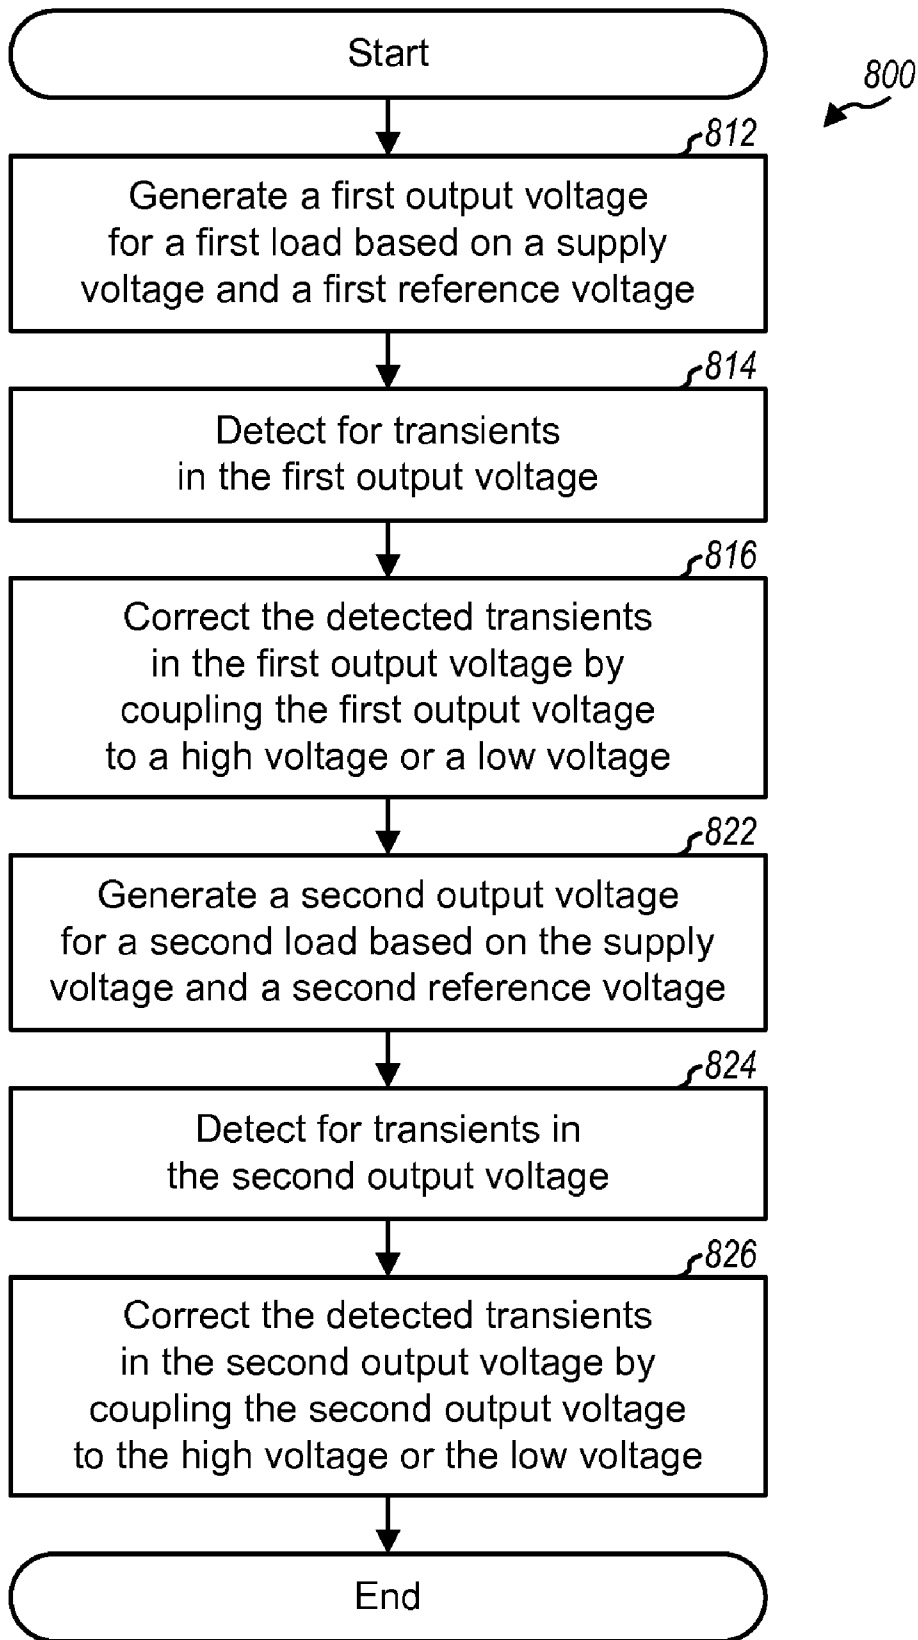 Start
800
812
Generate a first output voltage
for a first load based on a supply
voltage and a first reference voltage
814
Detect for transients
in the first output voltage
816
Correct the detected transients
in the first output voltage by
coupling the first output voltage
to a high voltage or a low voltage
822
Generate a second output voltage
for a second load based on the supply
voltage and a second reference voltage
824
Detect for transients in
the second output voltage
826
Correct the detected transients
in the second output voltage by
coupling the second output voltage
to the high voltage or the low voltage
End